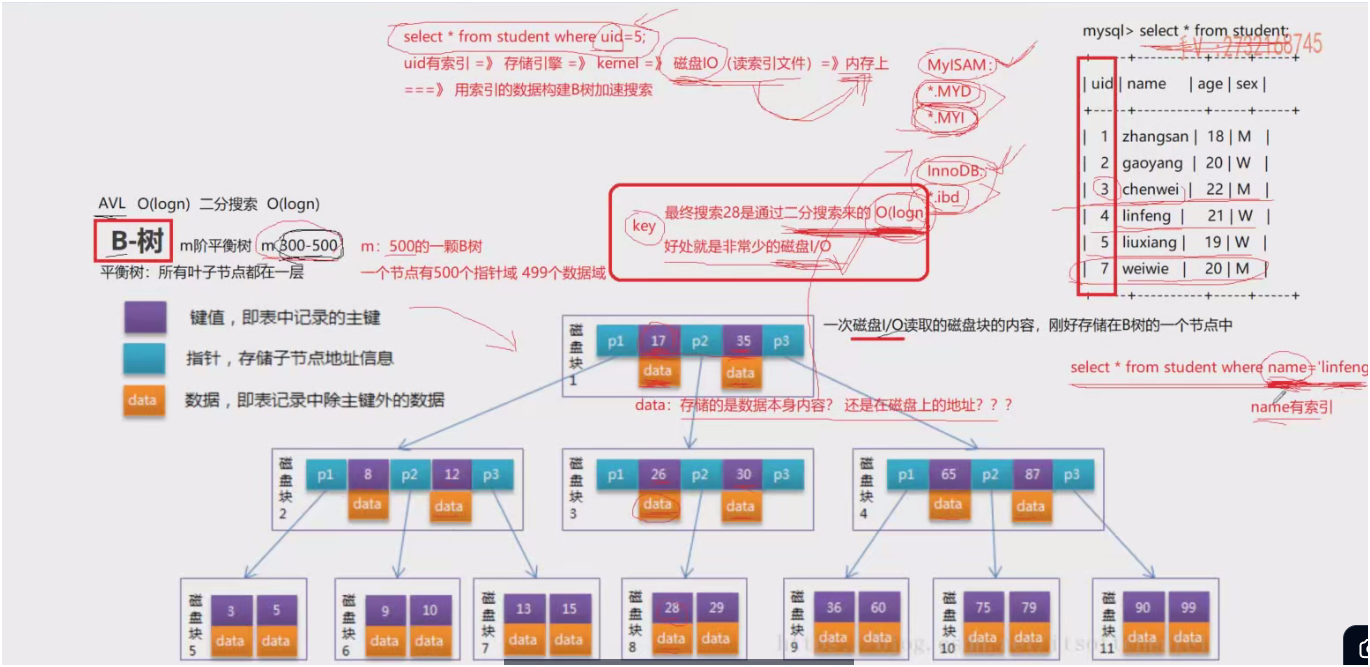 select * from student where uid=5;
uid有索引 =》 存储引擎 =》 kernel =》 磁盘IO（读索引文件）=》内存上
===》 用索引的数据构建B树加速搜索
MyISAM:
*.MYD
*.MYI
InnoDB:
*.ibd
mysql> select * from student;
2732168745
+-----+----------+-----+-----+
| uid | name | age | sex |
+-----+----------+-----+-----+
| 1 | zhangsan | 18 | M |
| 2 | gaoyang | 20 | W |
| 3 | chenwei | 22 | M |
| 4 | linfeng | 21 | W |
| 5 | liuxiang | 19 | W |
| 7 | weiwie | 20 | M |
+-----+----------+-----+-----+
AVL O(logn) 二分搜索 O(logn)
B-树 m阶平衡树 m 300-500 m：500的一颗B树
平衡树：所有叶子节点都在一层 一个节点有500个指针域 499个数据域
key
最终搜索28是通过二分搜索来的 O(logn
好处就是非常少的磁盘I/O
键值，即表中记录的主键
指针，存储子节点地址信息
data 数据，即表记录中除主键外的数据
一次磁盘I/O读取的磁盘块的内容，刚好存储在B树的一个节点中
select * from student where name='linfeng
name有索引
磁盘块1 p1 17 p2 35 p3
data data
data：存储的是数据本身内容？ 还是在磁盘上的地址？？？
磁盘块2 p1 8 p2 12 p3
data data
磁盘块3 p1 26 p2 30 p3
data data
磁盘块4 p1 65 p2 87 p3
data data
磁盘块5 3 5
data data
磁盘块6 9 10
data data
磁盘块7 13 15
data data
磁盘块8 28 29
data data
磁盘块9 36 60
data data
磁盘块10 75 79
data data
磁盘块11 90 99
data data